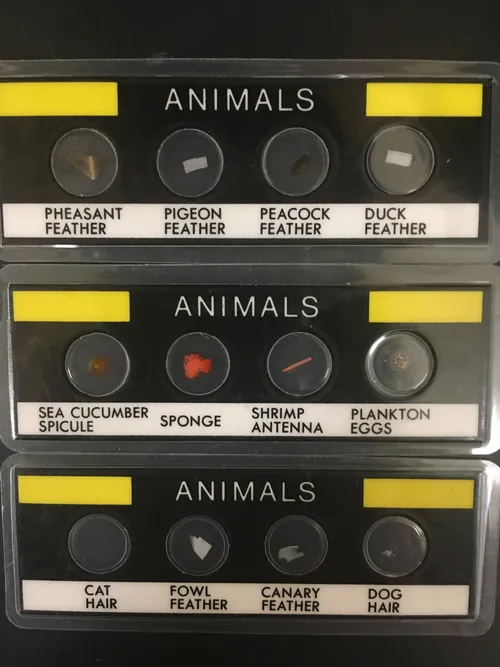 ANIMALS
PHEASANT PIGEON PEACOCK DUCK
FEATHER FEATHER FEATHER FEATHER
ANIMALS
SEA CUCUMBER SPONGE SHRIMP PLANKTON
SPICULE ANTENNA EGGS
ANIMALS
CAT FOWL CANARY DOG
HAIR FEATHER FEATHER HAIR